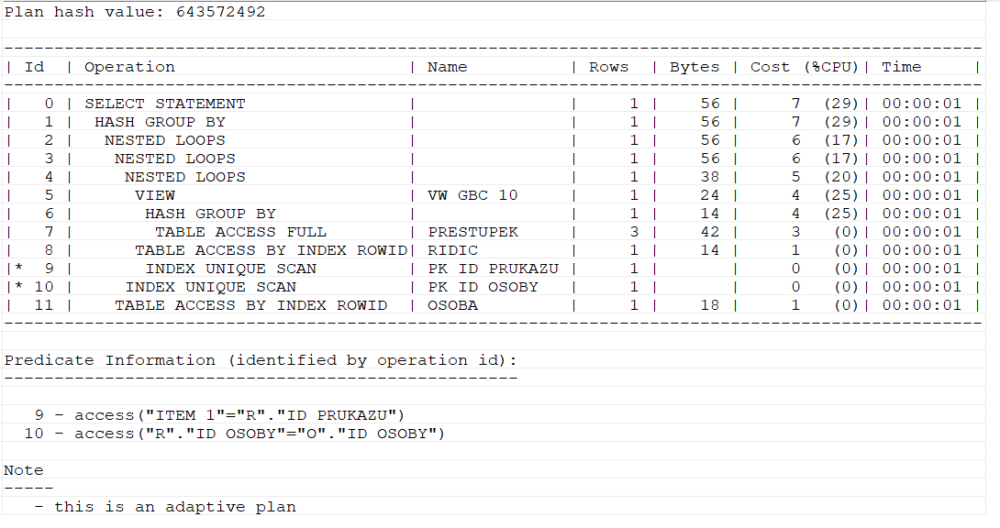 Plan hash value: 643572492
-------------------------------------------------------------------------------------------------
| Id  | Operation                       | Name          | Rows  | Bytes | Cost (%CPU)| Time     |
-------------------------------------------------------------------------------------------------
|   0 | SELECT STATEMENT                |               |     1 |    56 |     7  (29)| 00:00:01 |
|   1 |  HASH GROUP BY                  |               |     1 |    56 |     7  (29)| 00:00:01 |
|   2 |   NESTED LOOPS                  |               |     1 |    56 |     6  (17)| 00:00:01 |
|   3 |    NESTED LOOPS                 |               |     1 |    56 |     6  (17)| 00:00:01 |
|   4 |     NESTED LOOPS                |               |     1 |    38 |     5  (20)| 00:00:01 |
|   5 |      VIEW                       | VW GBC 10     |     1 |    24 |     4  (25)| 00:00:01 |
|   6 |       HASH GROUP BY             |               |     1 |    14 |     4  (25)| 00:00:01 |
|   7 |        TABLE ACCESS FULL        | PRESTUPEK     |     3 |    42 |     3   (0)| 00:00:01 |
|   8 |      TABLE ACCESS BY INDEX ROWID| RIDIC         |     1 |    14 |     1   (0)| 00:00:01 |
|*  9 |       INDEX UNIQUE SCAN         | PK ID PRUKAZU |     1 |       |     0   (0)| 00:00:01 |
|* 10 |     INDEX UNIQUE SCAN           | PK ID OSOBY   |     1 |       |     0   (0)| 00:00:01 |
|  11 |    TABLE ACCESS BY INDEX ROWID  | OSOBA         |     1 |    18 |     1   (0)| 00:00:01 |
-------------------------------------------------------------------------------------------------
Predicate Information (identified by operation id):
---------------------------------------------------
9 - access("ITEM 1"="R"."ID PRUKAZU")
10 - access("R"."ID OSOBY"="O"."ID OSOBY")
Note
-----
- this is an adaptive plan